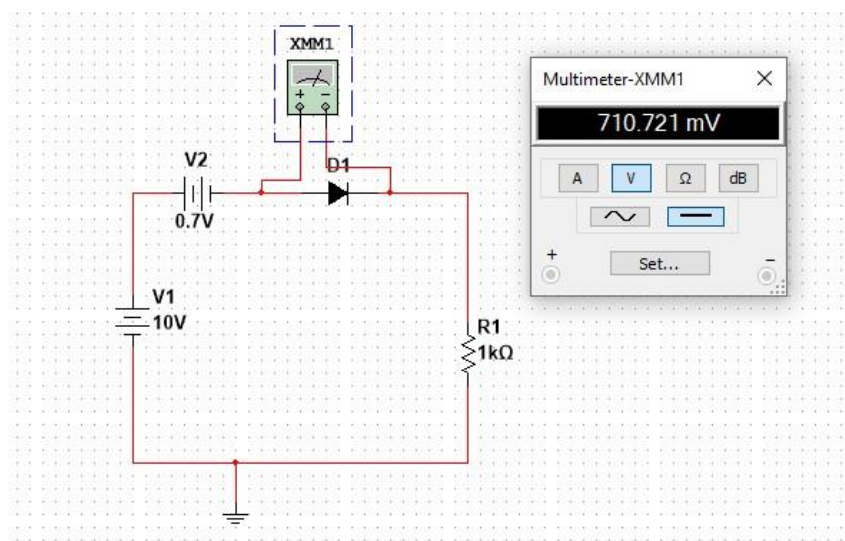 XMM1
+ −
V2
0.7V
D1
V1
10V
R1
1kΩ
Multimeter-XMM1
710.721 mV
A V Ω dB
+ Set... −